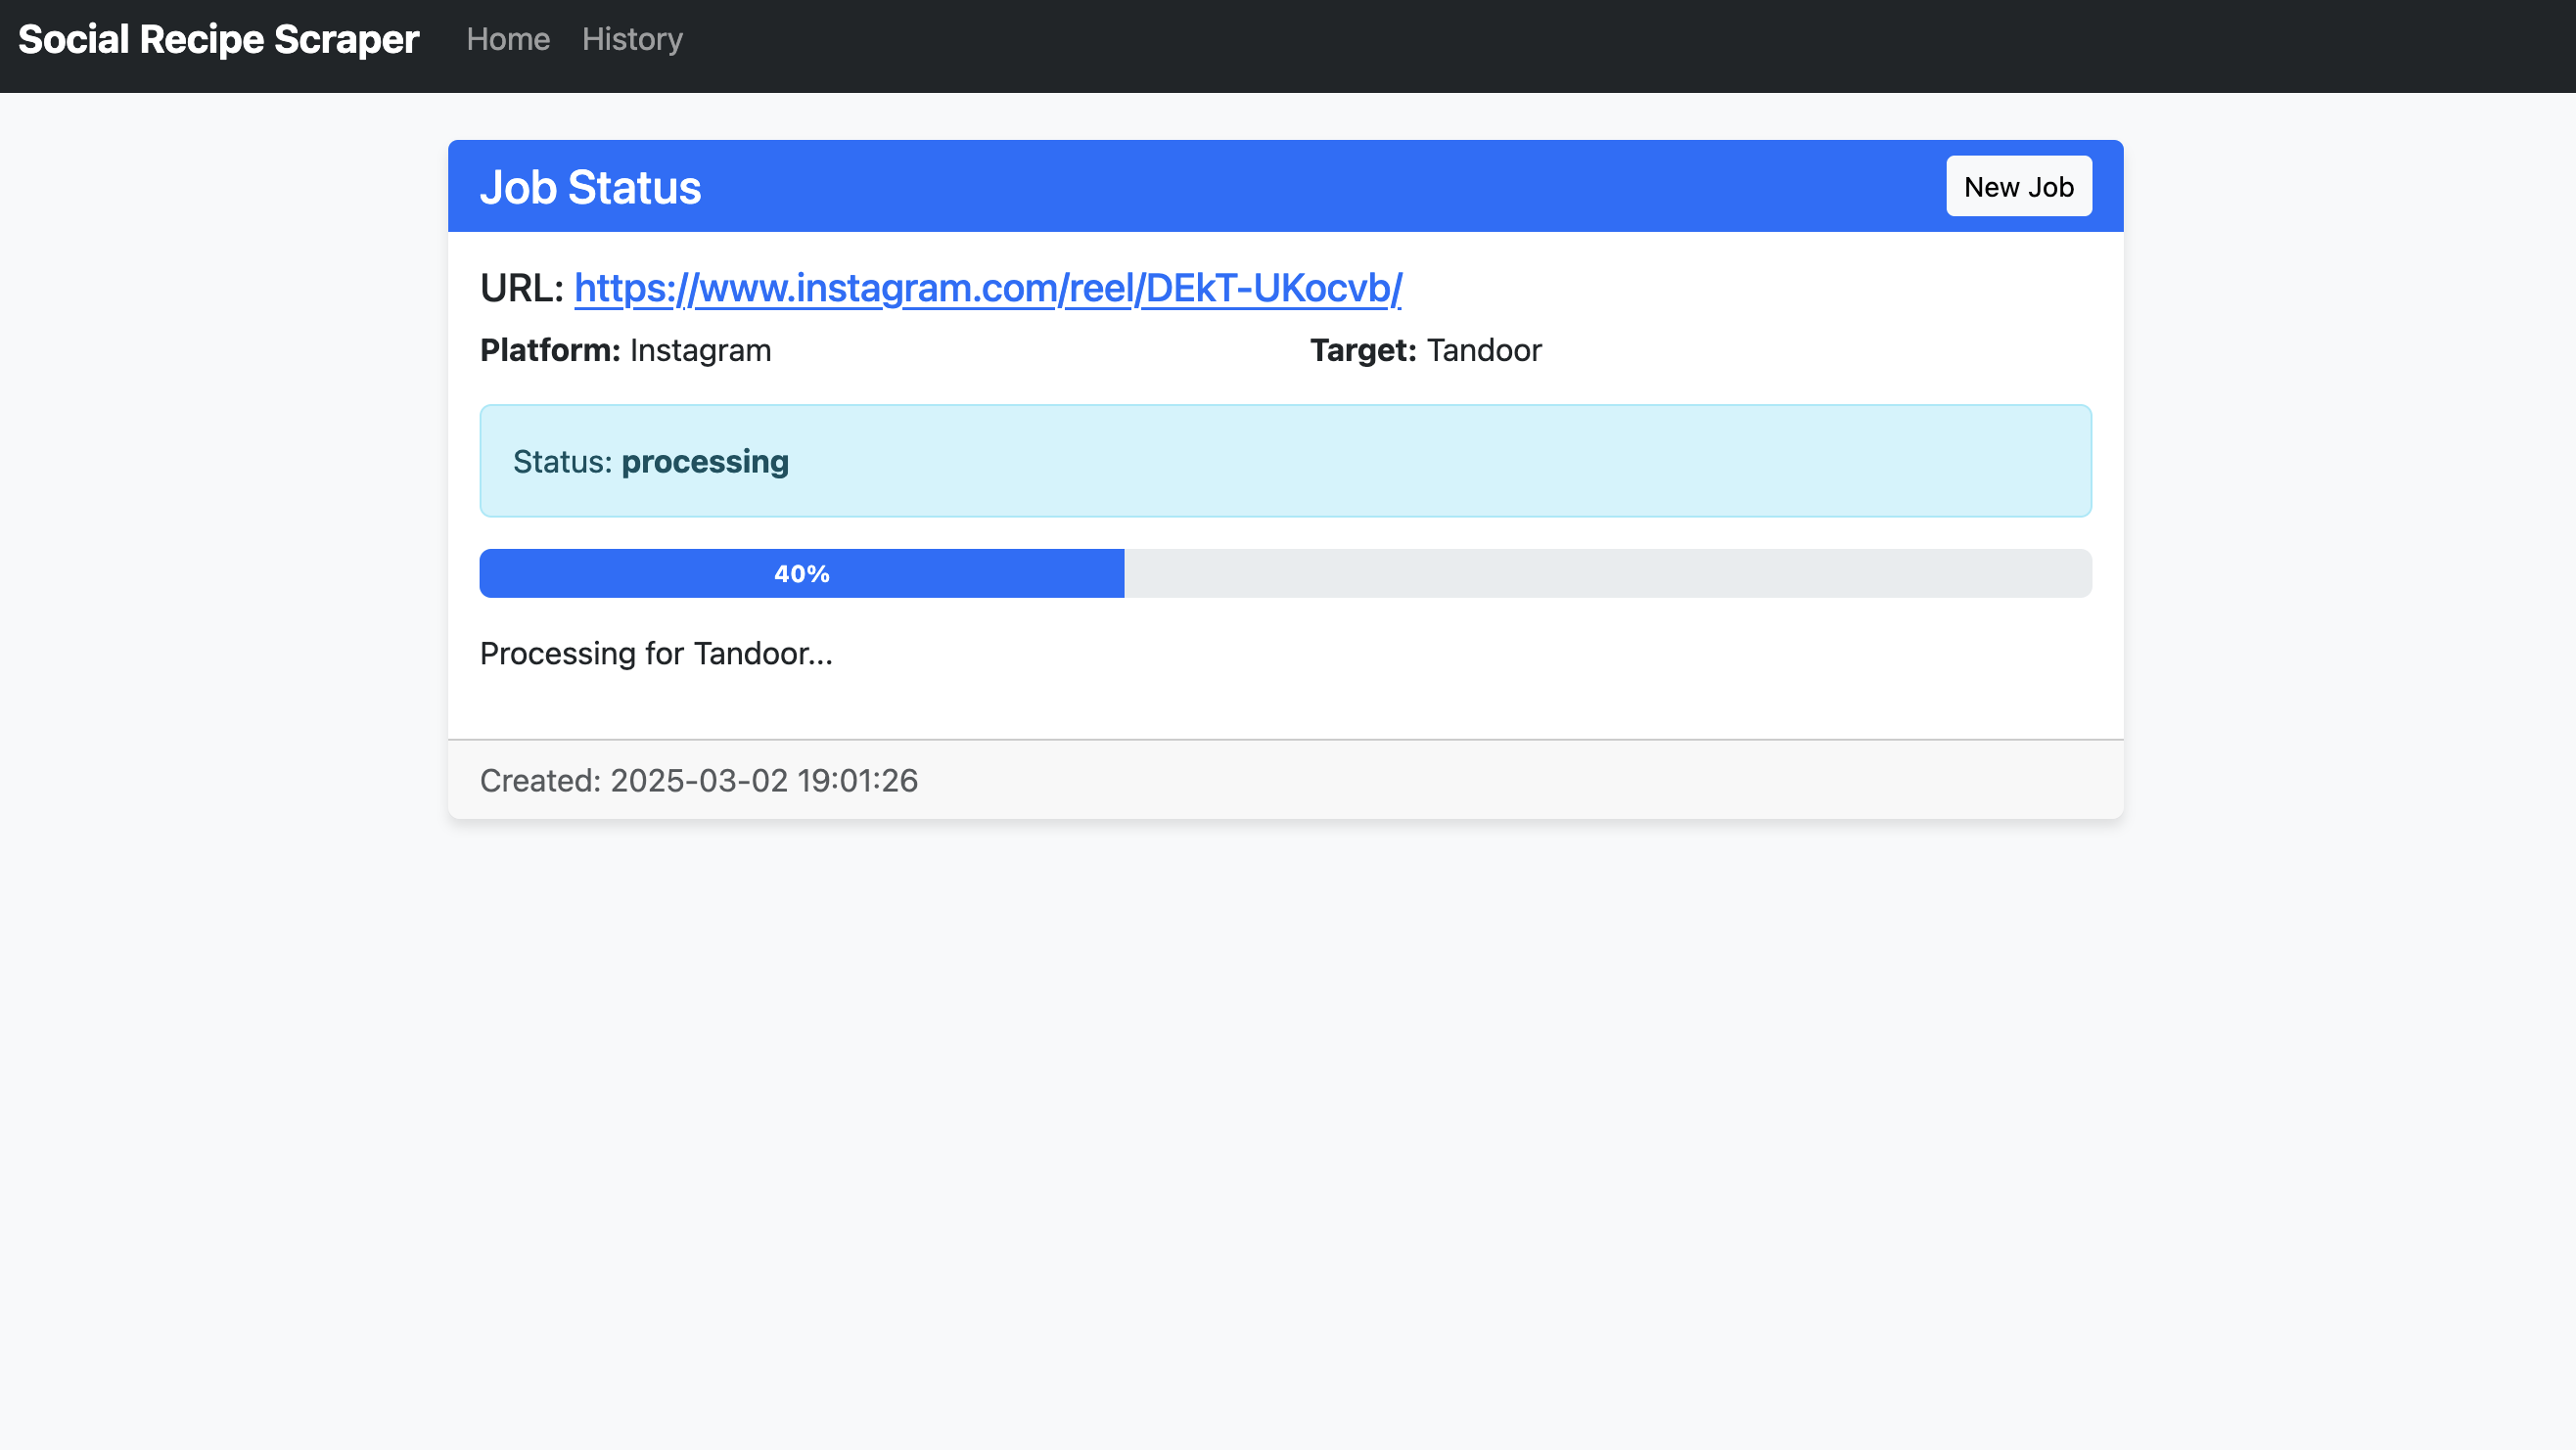 Social Recipe Scraper Home History
Job Status New Job
URL: https://www.instagram.com/reel/DEkT-UKocvb/
Platform: Instagram Target: Tandoor
Status: processing
40%
Processing for Tandoor...
Created: 2025-03-02 19:01:26